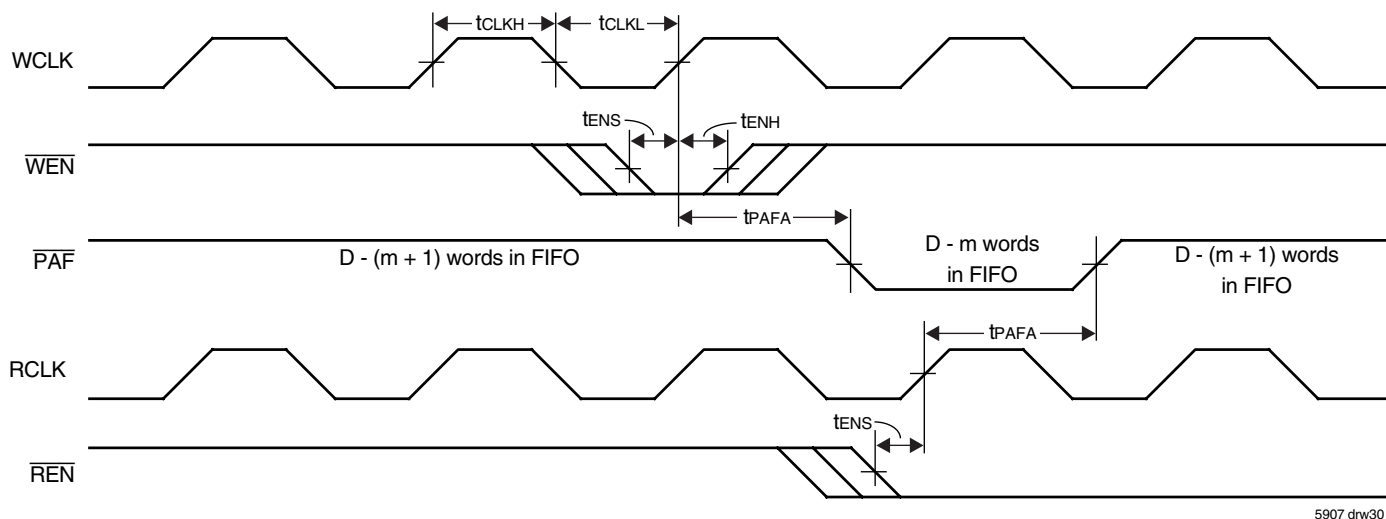 tCLKH
tCLKL
WCLK
tENS
tENH
WEN
tPAFA
PAF
D - (m + 1) words in FIFO
D - m words
in FIFO
D - (m + 1) words
in FIFO
tPAFA
RCLK
tENS
REN
5907 drw30